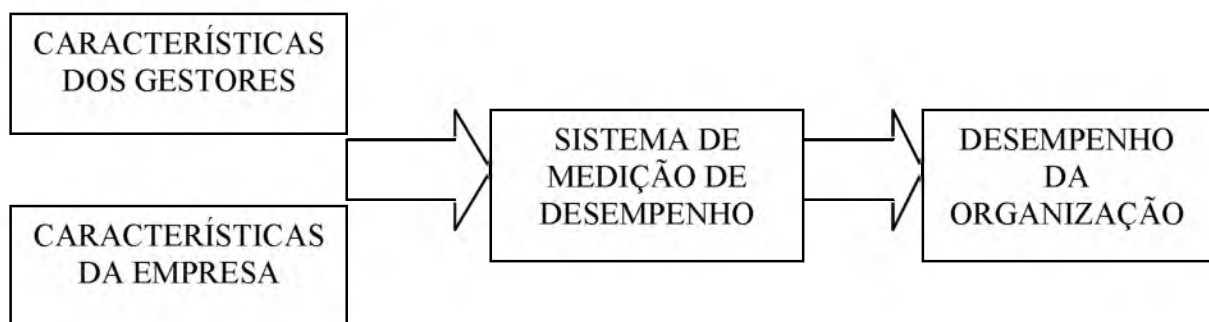 CARACTERÍSTICAS
DOS GESTORES
CARACTERÍSTICAS
DA EMPRESA
SISTEMA DE
MEDIÇÃO DE
DESEMPENHO
DESEMPENHO
DA
ORGANIZAÇÃO